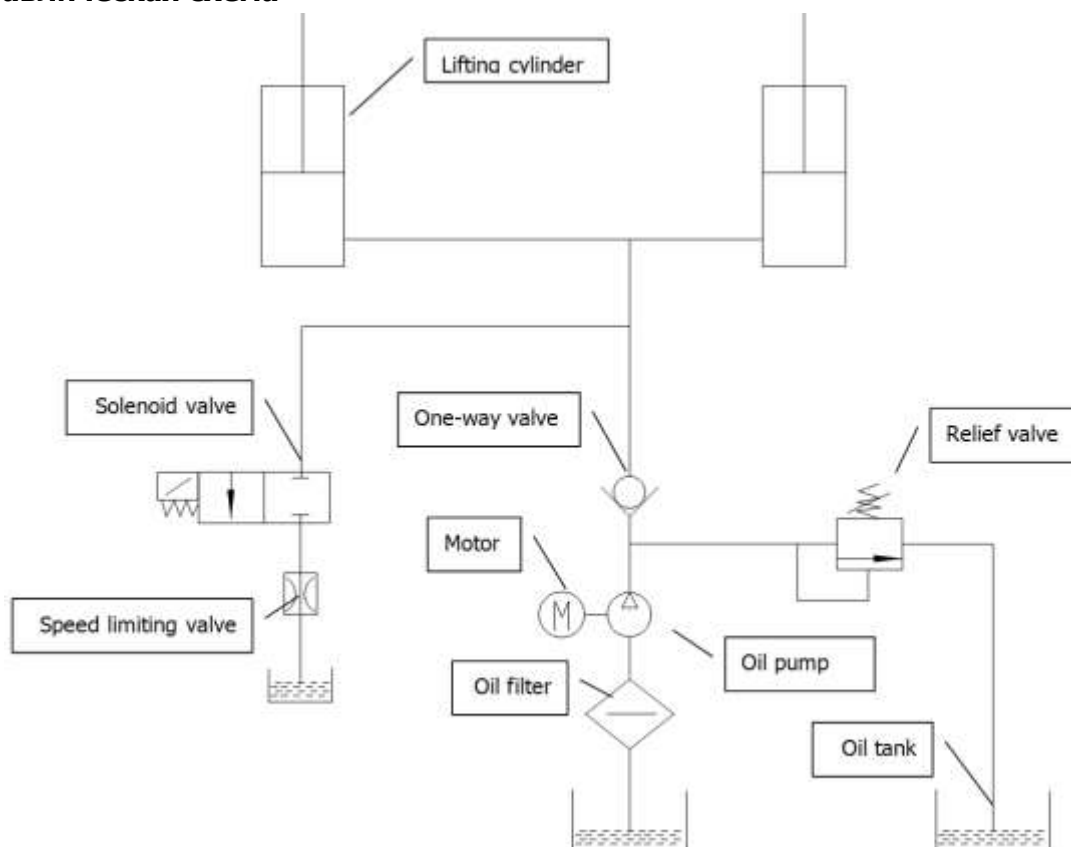 Lifting cylinder
Solenoid valve
One-way valve
Relief valve
Motor
M
Speed limiting valve
Oil pump
Oil filter
Oil tank